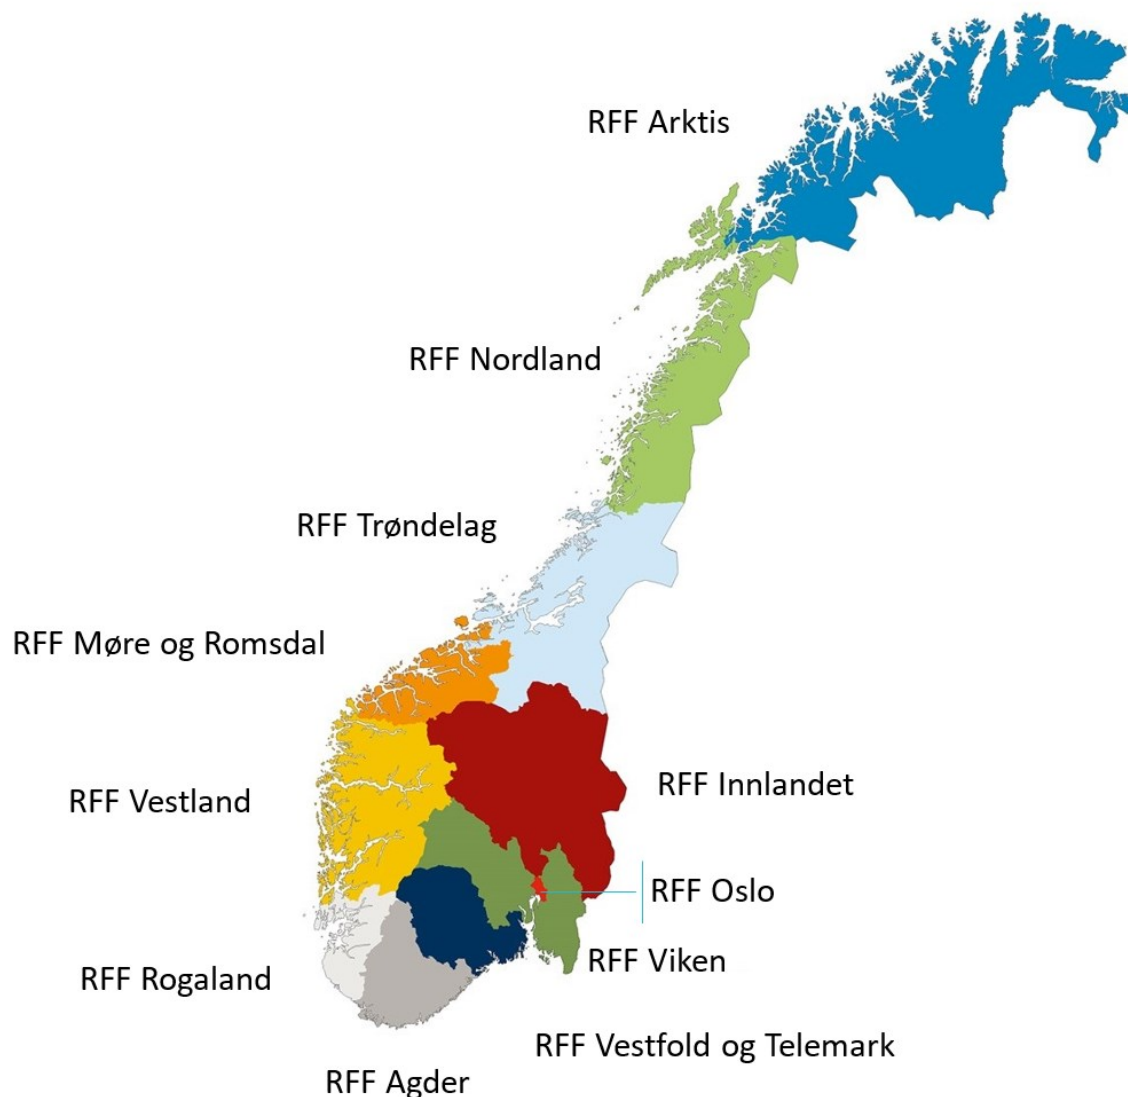 RFF Arktis
RFF Nordland
RFF Trøndelag
RFF Møre og Romsdal
RFF Vestland
RFF Innlandet
RFF Oslo
RFF Viken
RFF Rogaland
RFF Vestfold og Telemark
RFF Agder